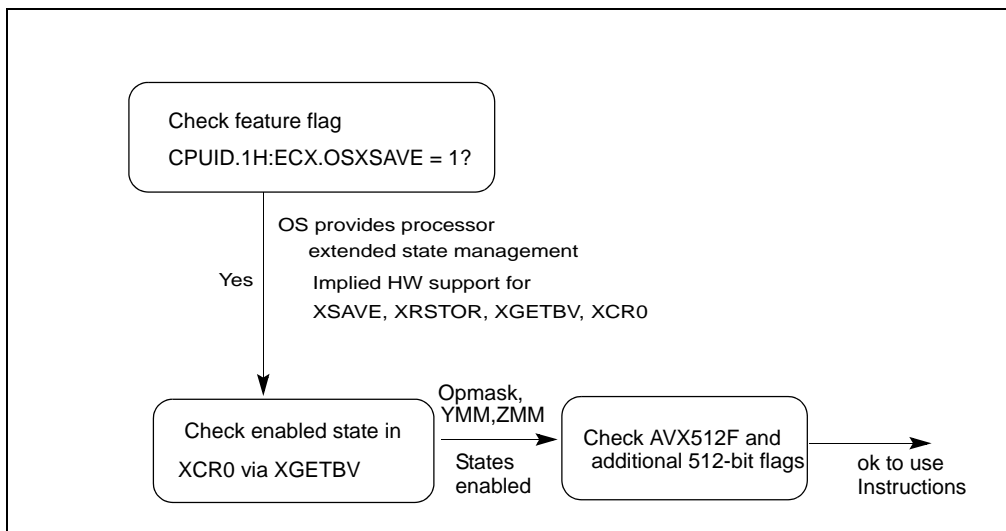 Check feature flag
CPUID.1H:ECX.OSXSAVE = 1?
OS provides processor
extended state management
Yes
Implied HW support for
XSAVE, XRSTOR, XGETBV, XCR0
Check enabled state in
XCR0 via XGETBV
Opmask,
YMM,ZMM
States
enabled
Check AVX512F and
additional 512-bit flags
ok to use
Instructions